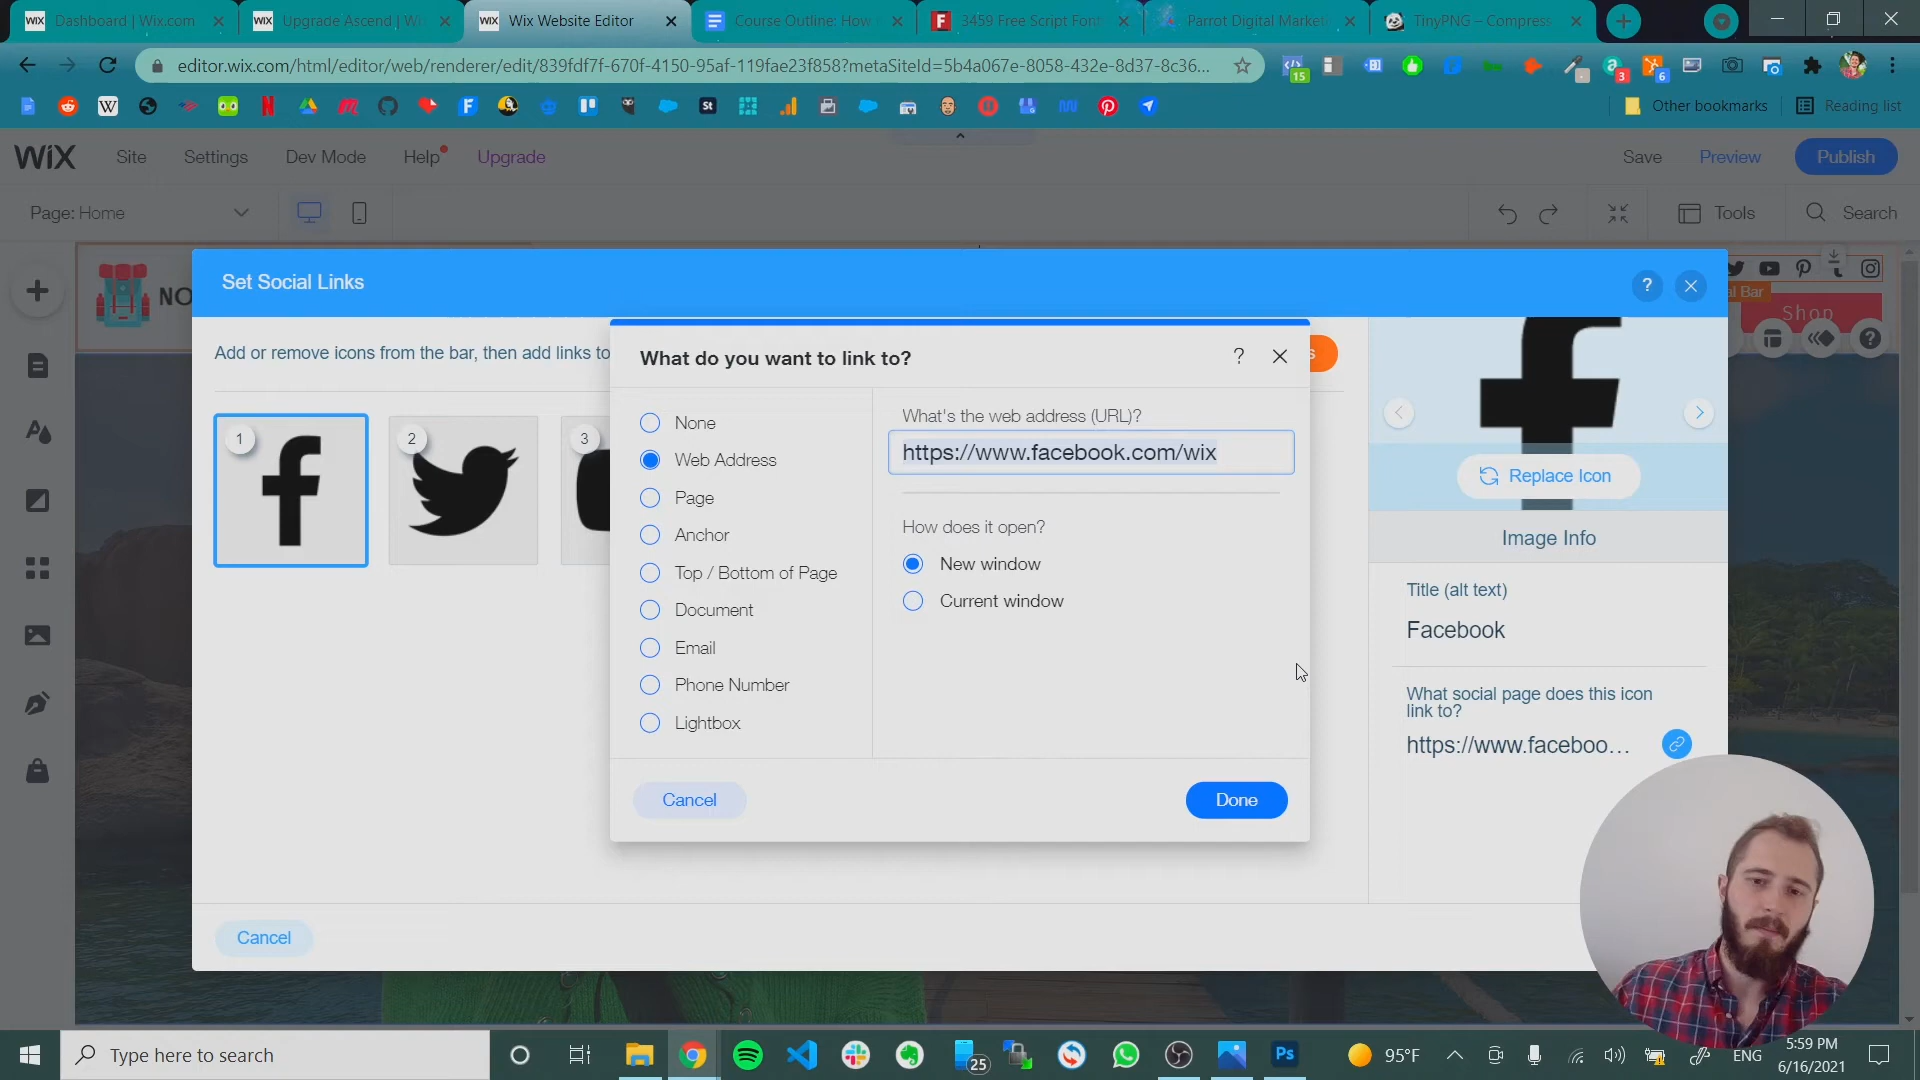 Dashboard | Wix.com
Upgrade Ascend | Wi
Wix Website Editor
Course Outline: How
3459 Free Script Font
Parrot Digital Market
TinyPNG – Compress
editor.wix.com/html/editor/web/renderer/edit/839fdf7f-670f-4150-95af-119fae23f858?metaSiteId=5b4a067e-8058-432e-8d37-8c36...
Other bookmarks
Reading list
WiX
Site
Settings
Dev Mode
Help
Upgrade
Save
Preview
Publish
Page: Home
Tools
Search
NO
Set Social Links
?
al Bar
Shop
Add or remove icons from the bar, then add links to
s
What do you want to link to?
?
1
2
3
None
Web Address
Page
Anchor
Top / Bottom of Page
Document
Email
Phone Number
Lightbox
What's the web address (URL)?
https://www.facebook.com/wix
How does it open?
New window
Current window
Cancel
Done
Replace Icon
Image Info
Title (alt text)
Facebook
What social page does this icon
link to?
https://www.faceboo...
Cancel
Type here to search
25
Ps
95°F
ENG
5:59 PM
6/16/2021